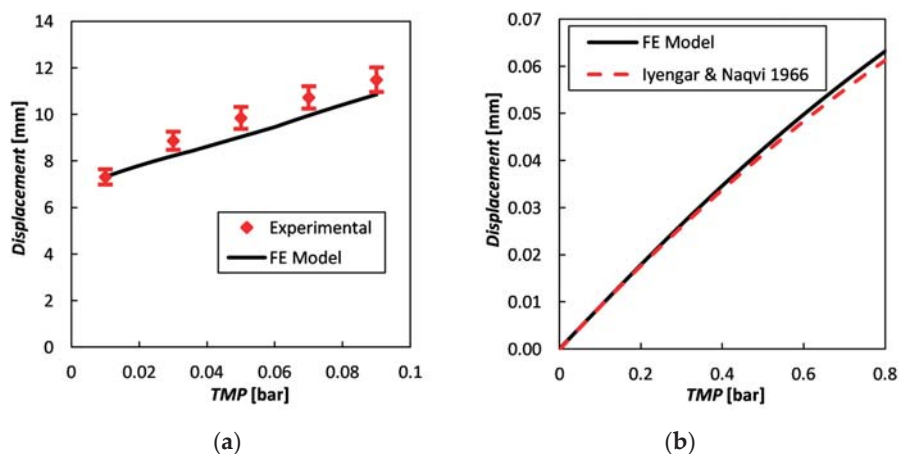 14
12
10
8
6
4
2
0
Displacement [mm]
Experimental
FE Model
0
0.02
0.04
0.06
0.08
0.1
TMP [bar]
(a)
0.07
0.06
0.05
0.04
0.03
0.02
0.01
0.00
Displacement [mm]
FE Model
Iyengar & Naqvi 1966
0
0.2
0.4
0.6
0.8
TMP [bar]
(b)